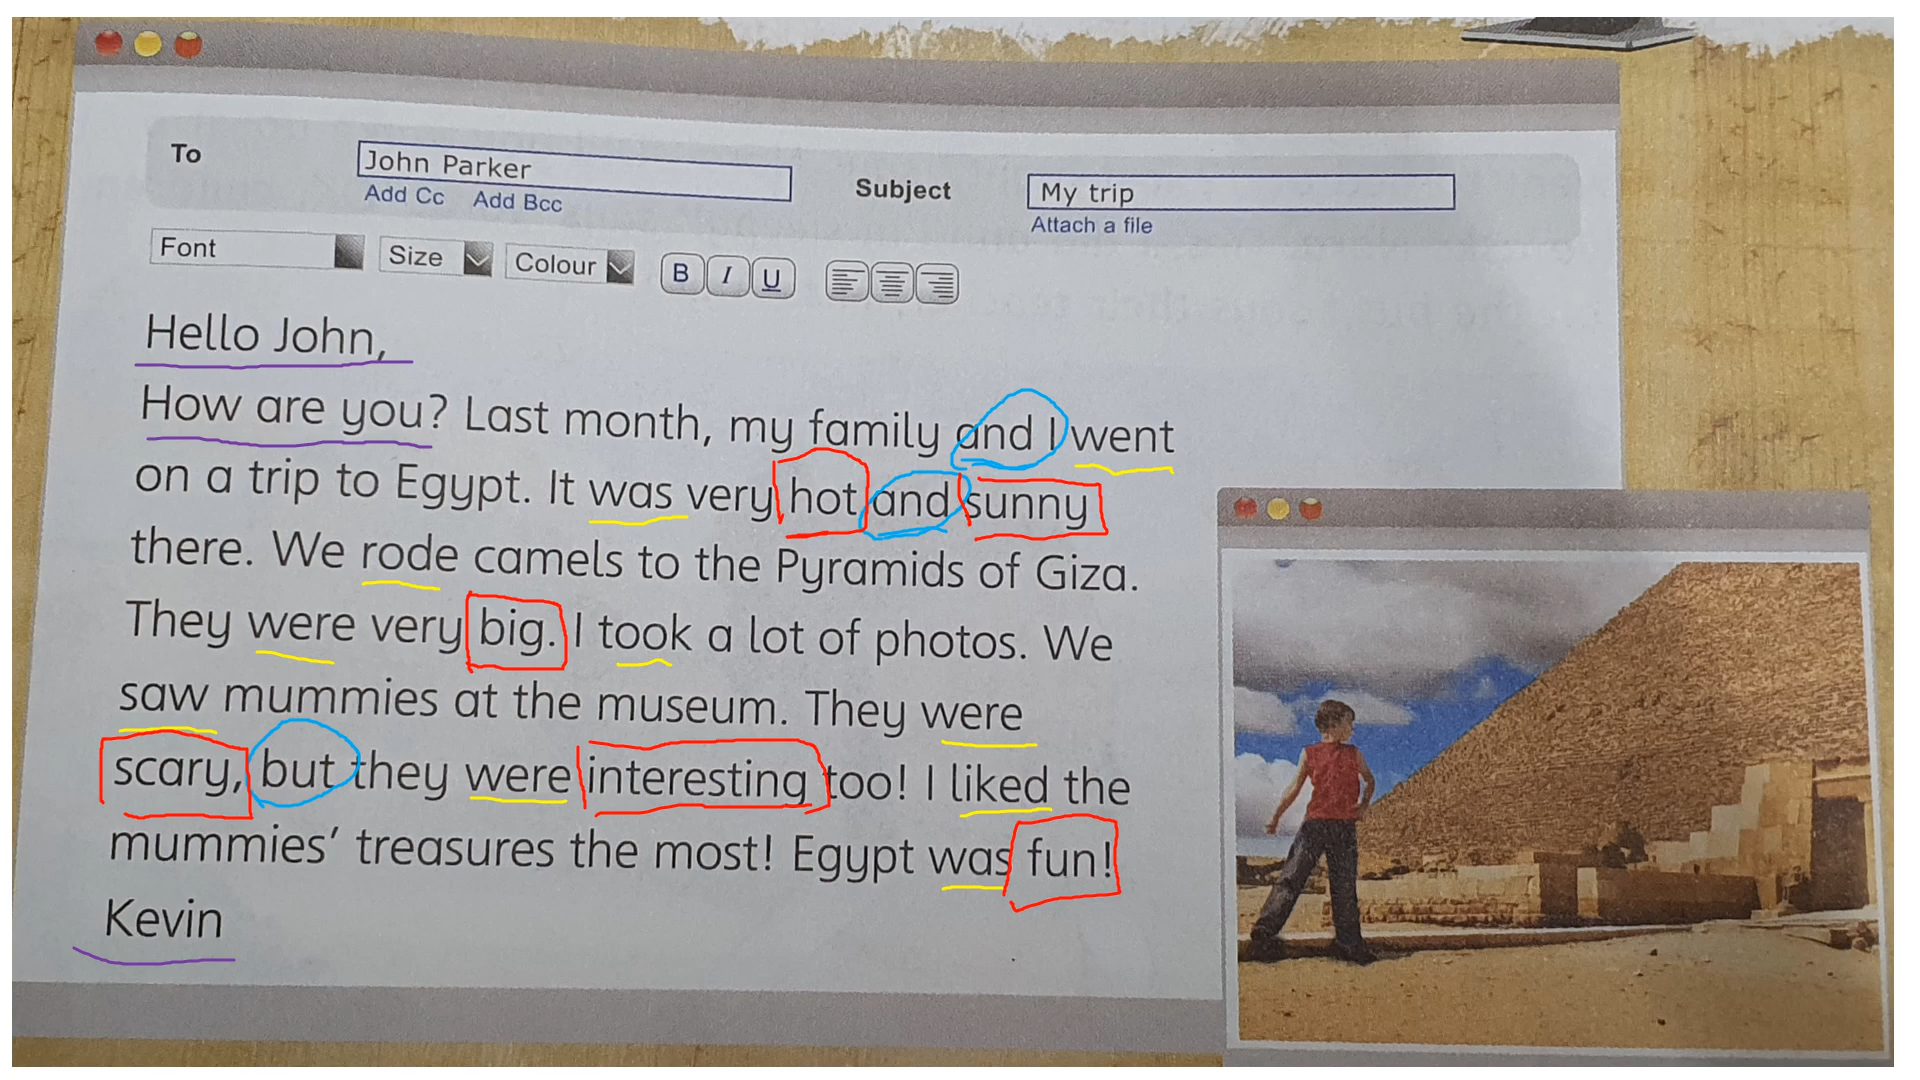 To
John Parker
Add Cc Add Bcc
Subject
My trip
Attach a file
Font
Size
Colour
B
I
U
Hello John,
How are you? Last month, my family and I went
on a trip to Egypt. It was very hot and sunny
there. We rode camels to the Pyramids of Giza.
They were very big. I took a lot of photos. We
saw mummies at the museum. They were
scary, but they were interesting too! I liked the
mummies’ treasures the most! Egypt was fun!
Kevin